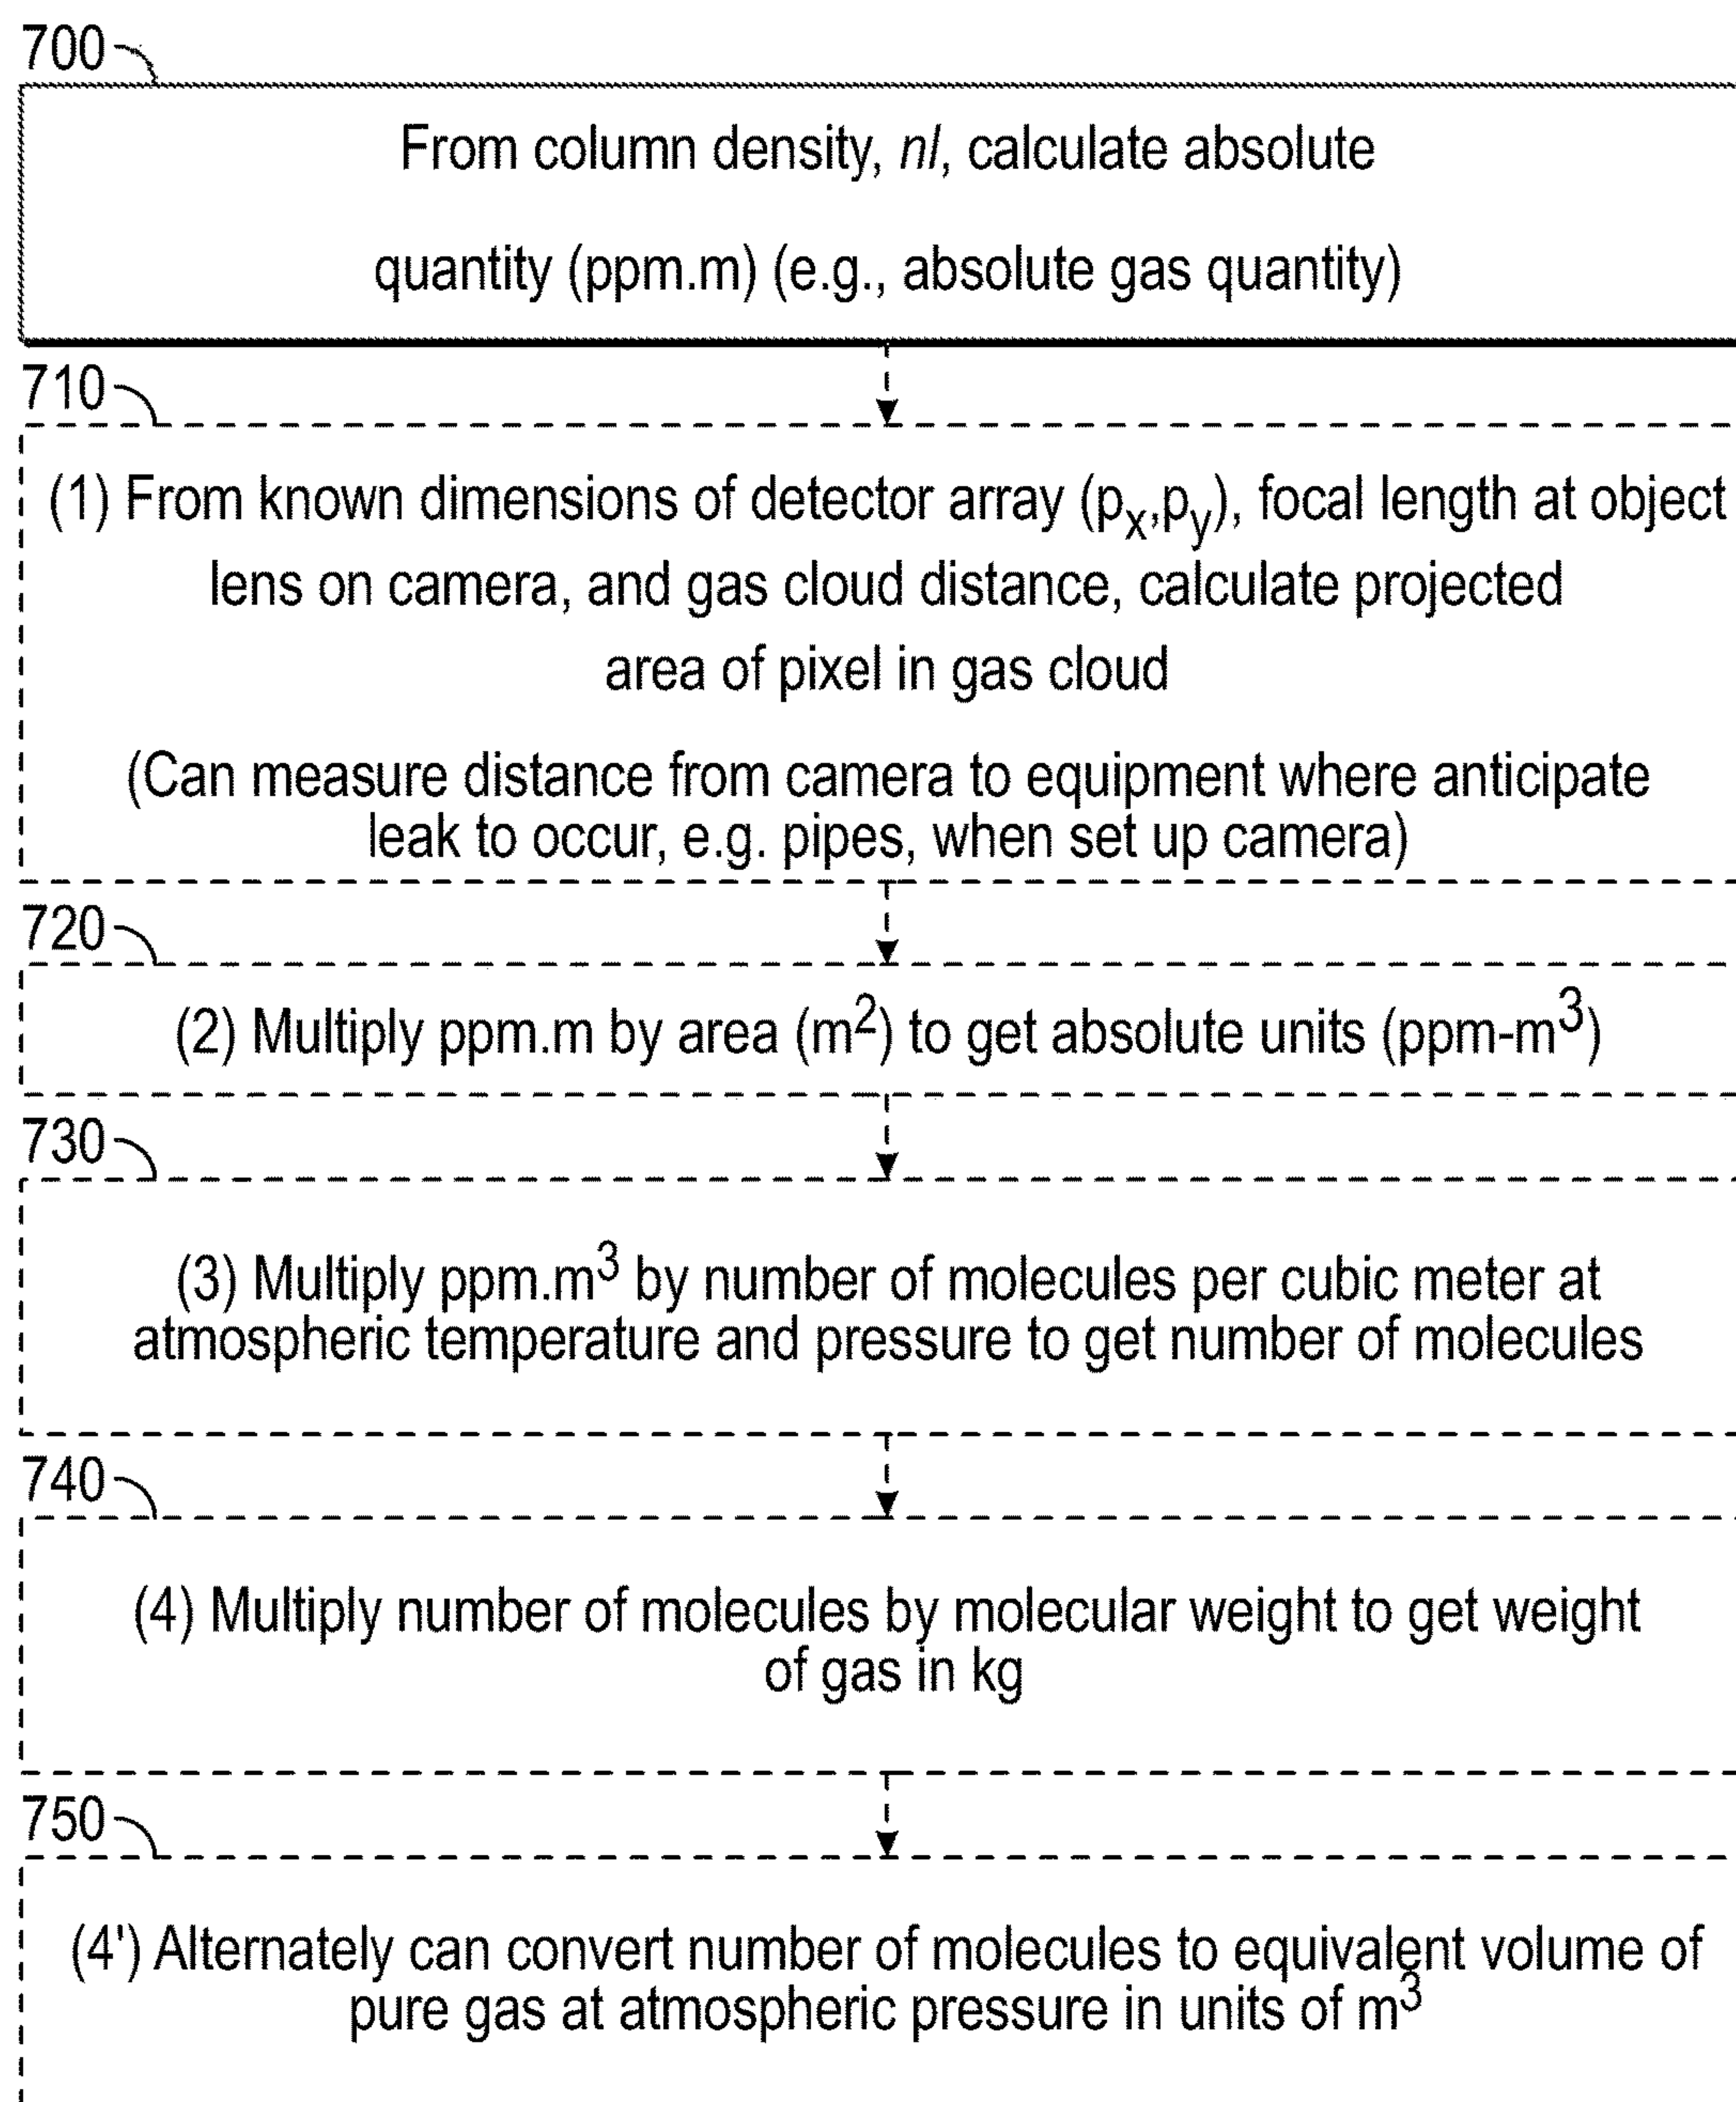 700
From column density, nl, calculate absolute
quantity (ppm.m) (e.g., absolute gas quantity)
710
(1) From known dimensions of detector array (pₓ,p_y), focal length at object
lens on camera, and gas cloud distance, calculate projected
area of pixel in gas cloud
(Can measure distance from camera to equipment where anticipate
leak to occur, e.g. pipes, when set up camera)
720
(2) Multiply ppm.m by area (m²) to get absolute units (ppm-m³)
730
(3) Multiply ppm.m³ by number of molecules per cubic meter at
atmospheric temperature and pressure to get number of molecules
740
(4) Multiply number of molecules by molecular weight to get weight
of gas in kg
750
(4') Alternately can convert number of molecules to equivalent volume of
pure gas at atmospheric pressure in units of m³